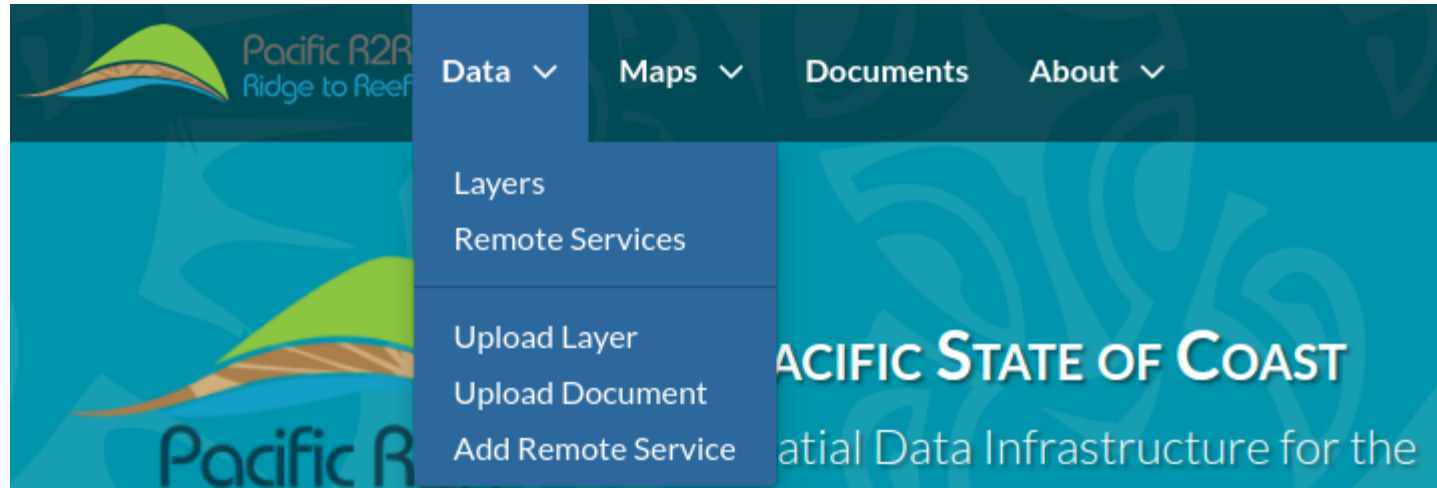 Pacific R2R
Ridge to Reef
Data
Maps
Documents
About
Layers
Remote Services
Upload Layer
Upload Document
Add Remote Service
ACIFIC STATE OF COAST
Pacific R
atial Data Infrastructure for the